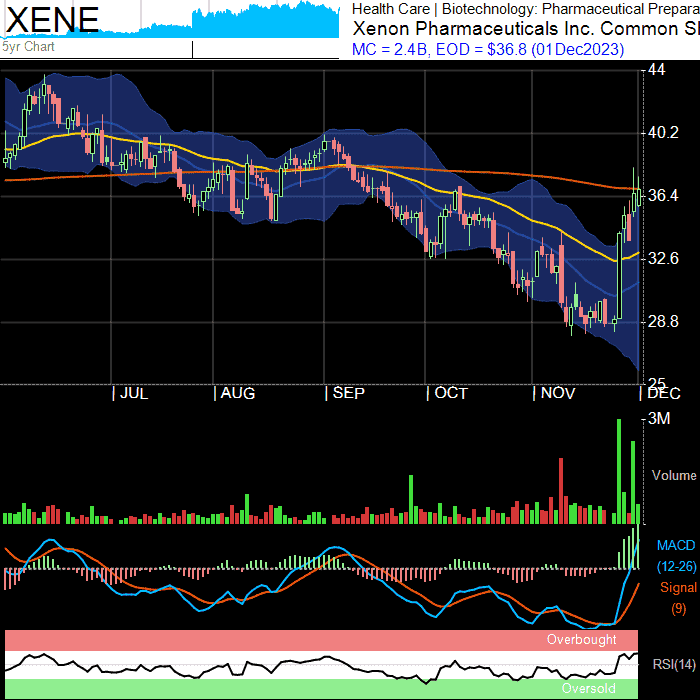 XENE
5yr Chart
Health Care | Biotechnology: Pharmaceutical Prepara
Xenon Pharmaceuticals Inc. Common S
MC = 2.4B, EOD = $36.8 (01Dec2023)
44
40.2
36.4
32.6
28.8
25
JUL AUG SEP OCT NOV DEC
3M
Volume
MACD
(12-26)
Signal
(9)
Overbought
RSI(14)
Oversold